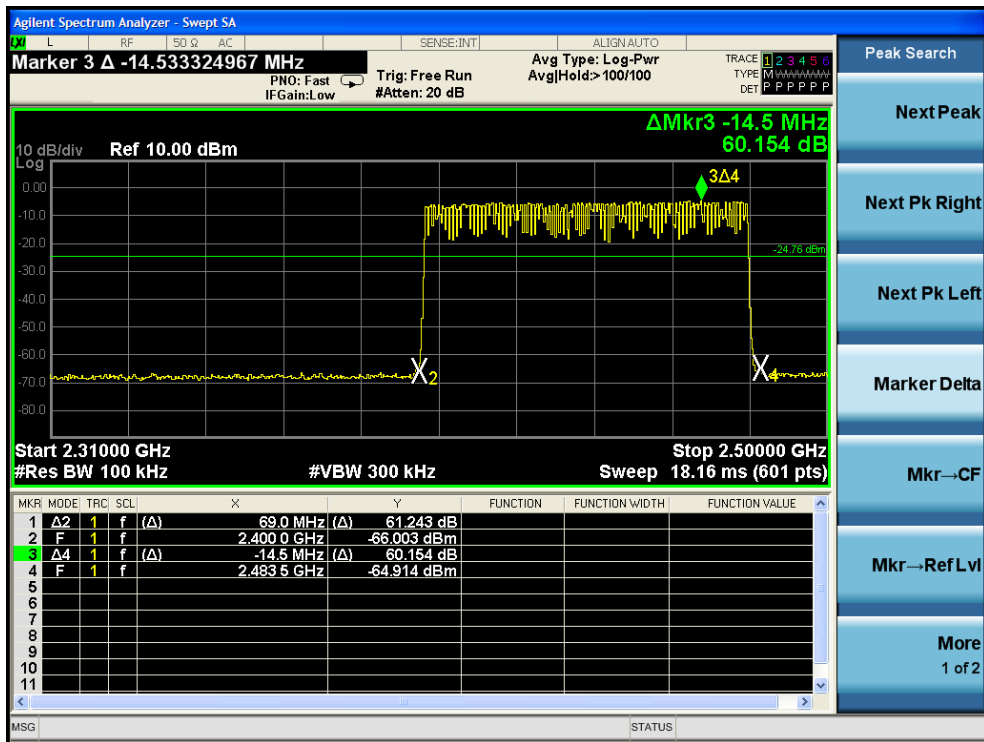 Agilent Spectrum Analyzer - Swept SA
LXI L RF 50 Ω AC SENSE:INT ALIGNAUTO
Marker 3 Δ -14.533324967 MHz
PNO: Fast
IFGain:Low
Trig: Free Run
#Atten: 20 dB
Avg Type: Log-Pwr
Avg|Hold:>100/100
TRACE 1 2 3 4 5 6
TYPE M
DET P P P P P P
ΔMkr3 -14.5 MHz
60.154 dB
10 dB/div Ref 10.00 dBm
Log
0.00
-10.0
-20.0
-30.0
-40.0
-50.0
-60.0
-70.0
-80.0
3Δ4
-24.76 dBm
2
4
Start 2.31000 GHz Stop 2.50000 GHz
#Res BW 100 kHz #VBW 300 kHz Sweep 18.16 ms (601 pts)
MKR MODE TRC SCL X Y FUNCTION FUNCTION WIDTH FUNCTION VALUE
1 Δ2 1 f (Δ) 69.0 MHz (Δ) 61.243 dB
2 F 1 f 2.400 0 GHz -66.003 dBm
3 Δ4 1 f (Δ) -14.5 MHz (Δ) 60.154 dB
4 F 1 f 2.483 5 GHz -64.914 dBm
5
6
7
8
9
10
11
MSG STATUS
Peak Search
Next Peak
Next Pk Right
Next Pk Left
Marker Delta
Mkr→CF
Mkr→Ref Lvl
More
1 of 2